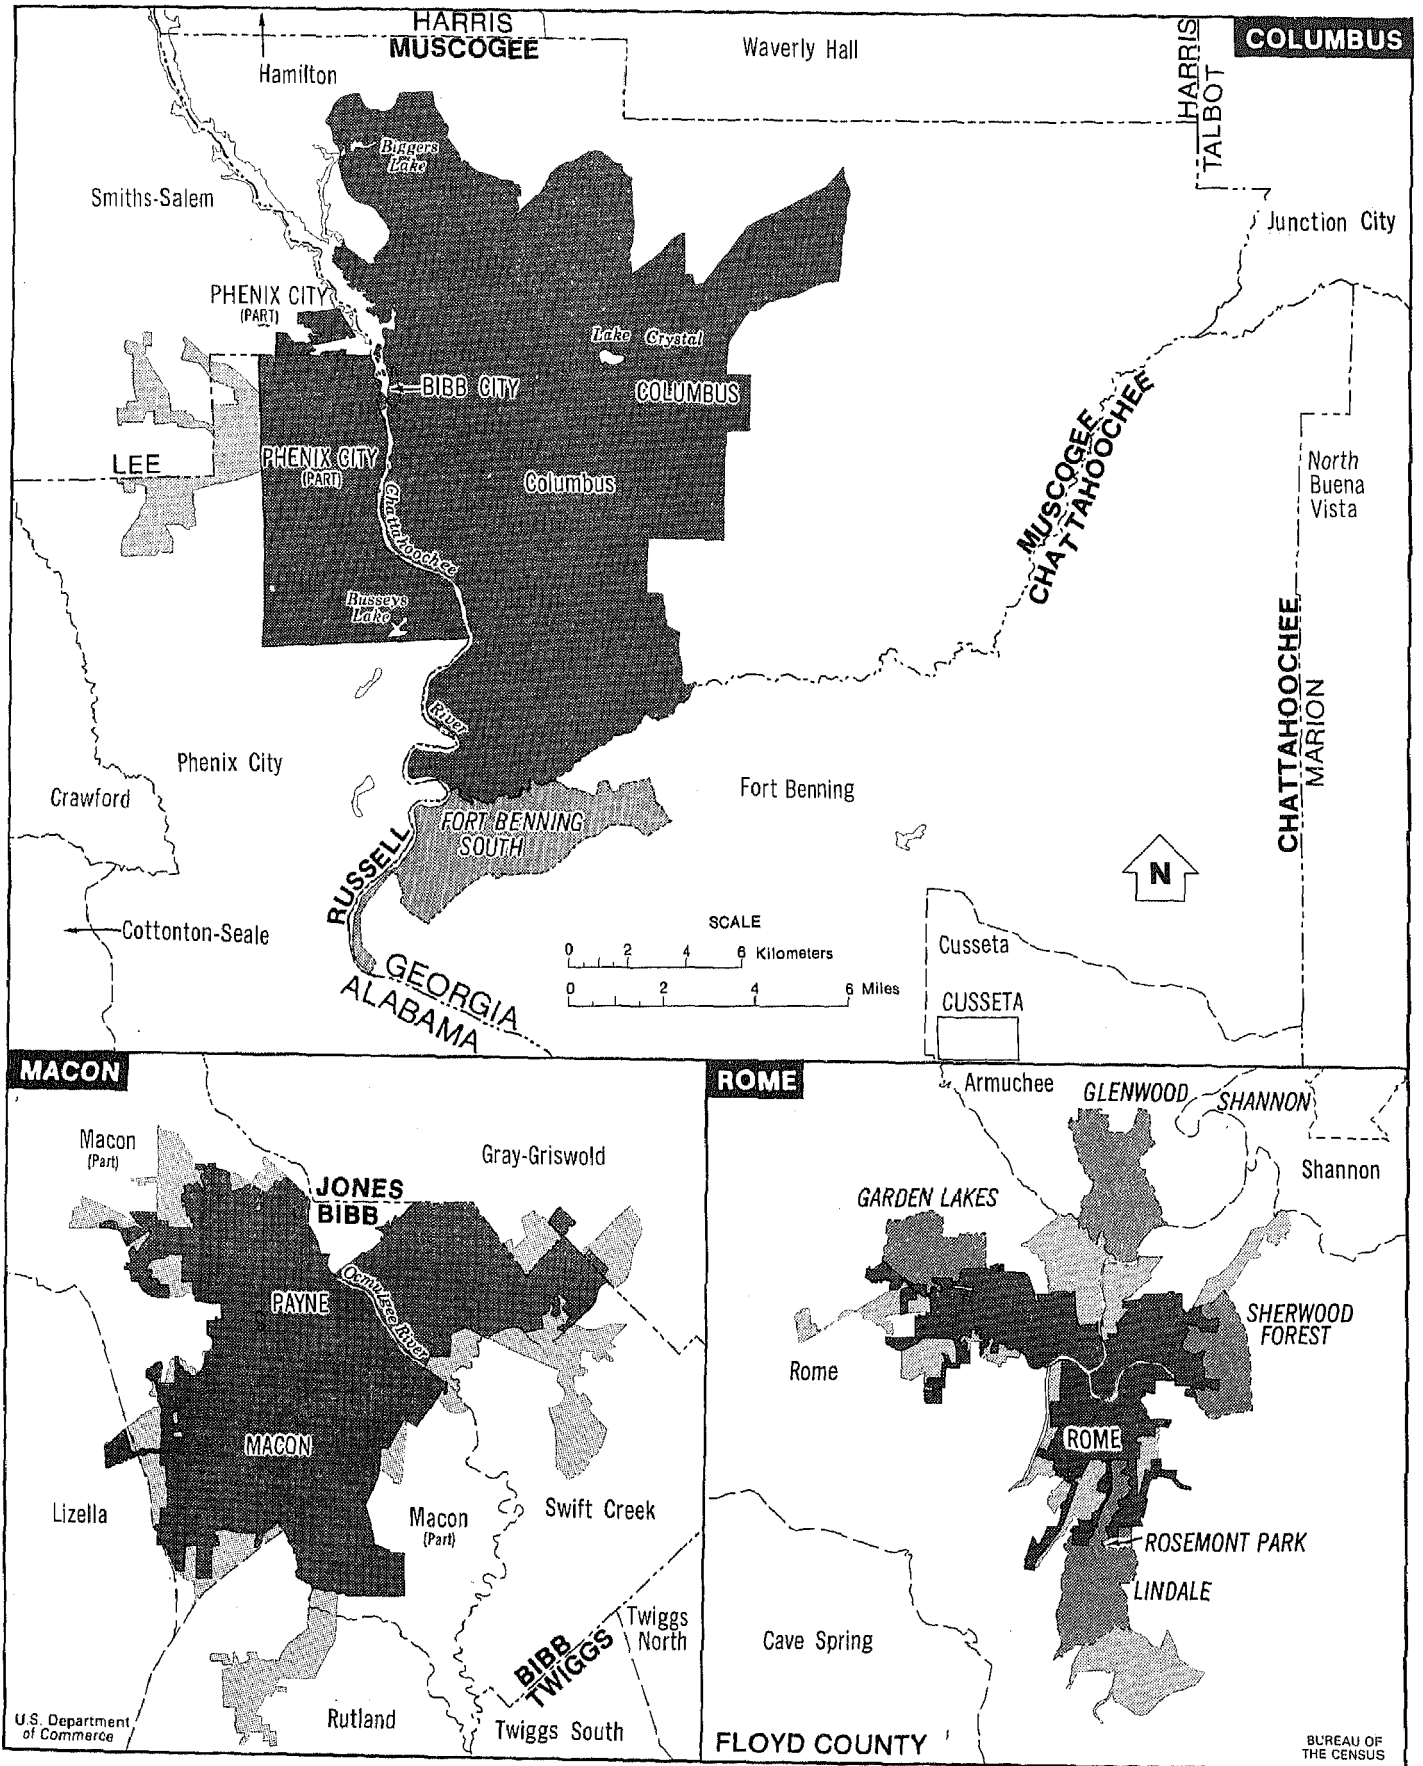 HARRIS
MUSCOGEE
COLUMBUS
Hamilton
Waverly Hall
HARRIS
TALBOT
Biggers
Lake
Smiths-Salem
Junction City
PHENIX CITY
(PART)
Lake Crystal
BIBB CITY
COLUMBUS
MUSCOGEE
CHATTAHOOCHEE
LEE
PHENIX CITY
(PART)
Columbus
North
Buena
Vista
Chattahoochee
Busseys
Lake
River
CHATTAHOOCHEE
MARION
Phenix City
Crawford
Fort Benning
FORT BENNING
SOUTH
RUSSELL
N
Cottonton-Seale
SCALE
0 2 4 6 Kilometers
0 2 4 6 Miles
Cusseta
CUSSETA
GEORGIA
ALABAMA
MACON
Macon
(Part)
Gray-Griswold
JONES
BIBB
PAYNE
Ocmulgee River
MACON
Lizella
Macon
(Part)
Swift Creek
Twiggs
North
BIBB
TWIGGS
Rutland
Twiggs South
U.S. Department
of Commerce
ROME
Armuchee
GLENWOOD
SHANNON
Shannon
GARDEN LAKES
SHERWOOD
FOREST
Rome
ROME
ROSEMONT PARK
LINDALE
Cave Spring
FLOYD COUNTY
BUREAU OF
THE CENSUS